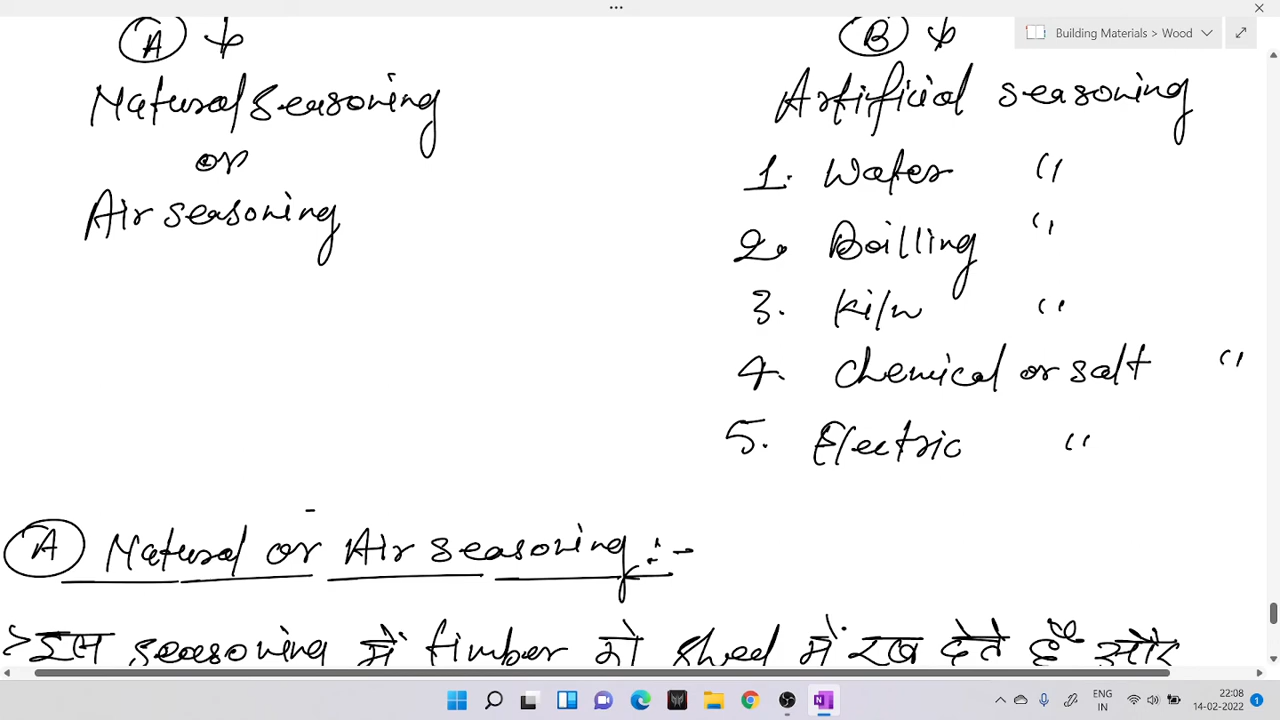 Building Materials > Wood
A
Natural Seasoning
or
Air seasoning
B
Artificial seasoning
1. Water "
2. Boilling "
3. Kiln "
4. Chemical or salt "
5. Electric "
A Natural or Air seasoning :-
> इस seasoning में timber को shed में रख देते हैं और
ENG
IN
22:08
14-02-2022
1